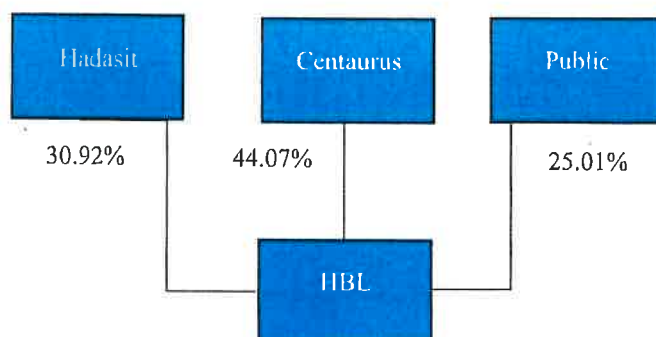 Hadasit
Centaurus
Public
30.92%
44.07%
25.01%
HBL